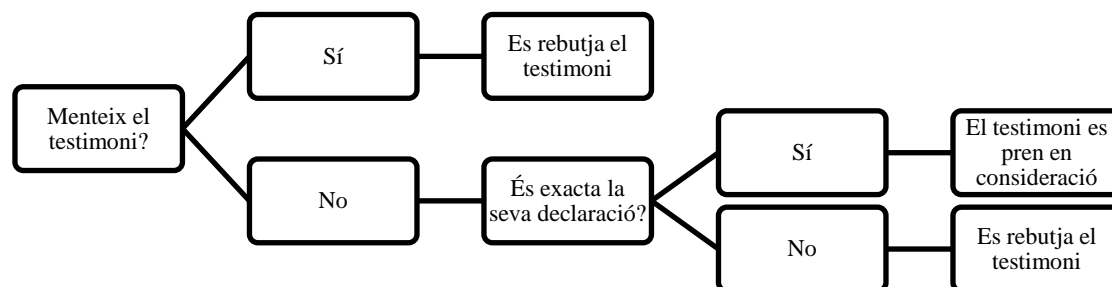 Menteix el
testimoni?
Sí
Es rebutja el
testimoni
No
És exacta la
seva declaració?
Sí
El testimoni es
pren en
consideració
No
Es rebutja el
testimoni